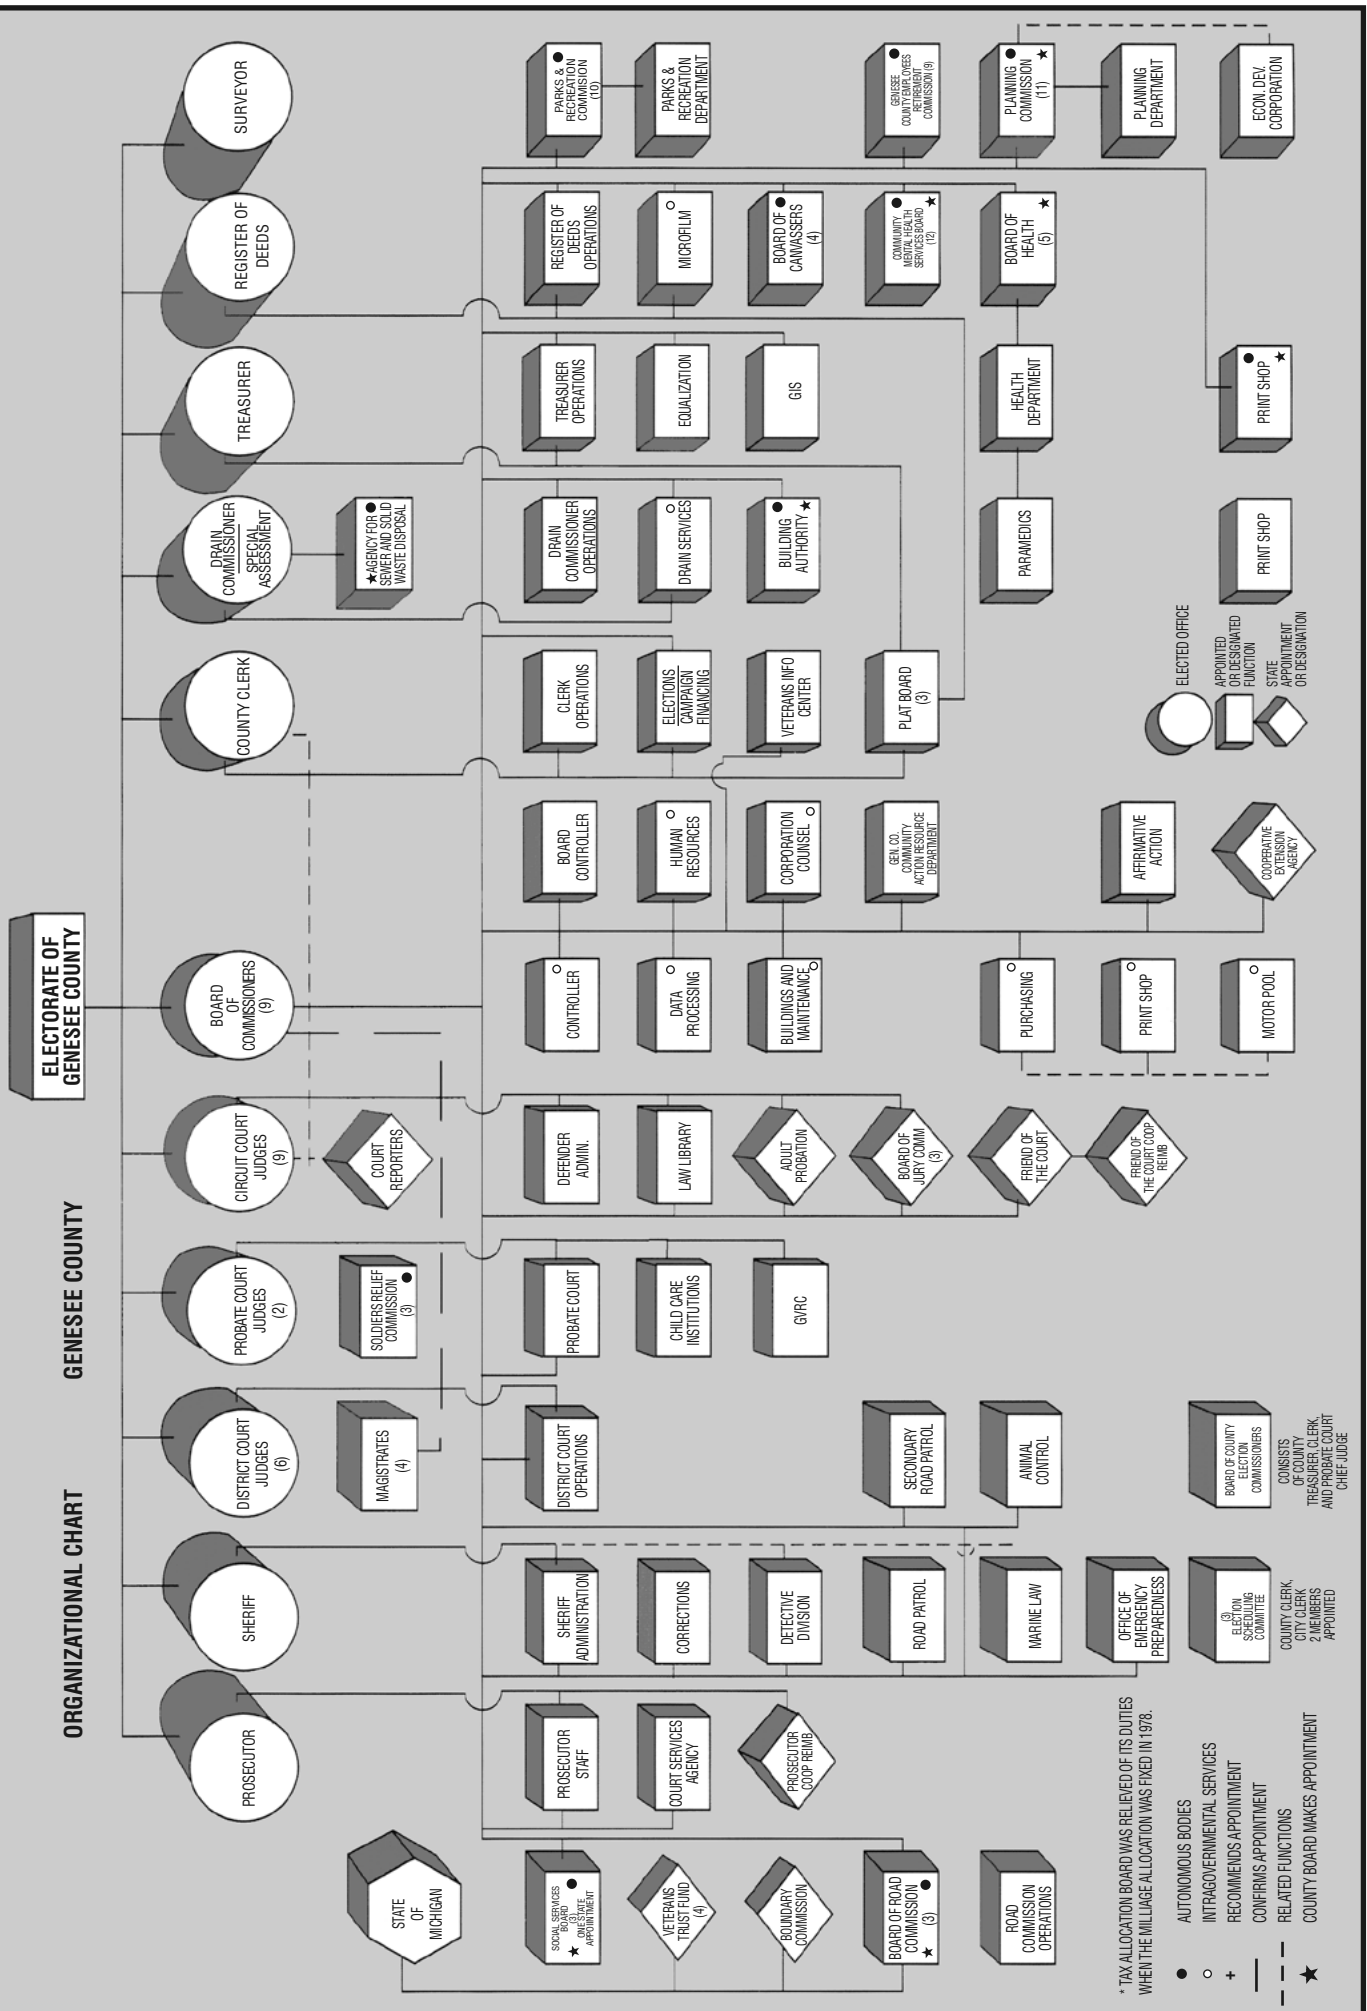 ORGANIZATIONAL CHART
GENESEE COUNTY
ELECTORATE OF
GENESEE COUNTY
PROSECUTOR
SHERIFF
DISTRICT COURT
JUDGES
(6)
PROBATE COURT
JUDGES
(2)
CIRCUIT COURT
JUDGES
(9)
BOARD
OF
COMMISSIONERS
(9)
COUNTY CLERK
DRAIN
COMMISSIONER
SPECIAL
ASSESSMENT
TREASURER
REGISTER OF
DEEDS
SURVEYOR
STATE
OF
MICHIGAN
MAGISTRATES
(4)
SOLDIERS RELIEF
COMMISSION ●
(3)
COURT
REPORTERS
★AGENCY FOR ●
SEWER AND SOLID
WASTE DISPOSAL
SOCIAL SERVICES
BOARD ●
(3)
★ ONE STATE
APPOINTMENT
PROSECUTOR
STAFF
SHERIFF
ADMINISTRATION
DISTRICT COURT
OPERATIONS
PROBATE COURT
DEFENDER
ADMIN.
CONTROLLER
BOARD
CONTROLLER
CLERK
OPERATIONS
DRAIN
COMMISSIONER
OPERATIONS
TREASURER
OPERATIONS
REGISTER OF
DEEDS
OPERATIONS
PARKS & ●
RECREATION
COMMISSION
(10)
VETERANS
TRUST FUND
(4)
COURT SERVICES
AGENCY
CORRECTIONS
CHILD CARE
INSTITUTIONS
LAW LIBRARY
DATA
PROCESSING
HUMAN
RESOURCES
ELECTIONS
CAMPAIGN
FINANCING
DRAIN SERVICES
EQUALIZATION
MICROFILM
PARKS &
RECREATION
DEPARTMENT
BOUNDARY
COMMISSION
PROSECUTOR
COOP REIMB
DETECTIVE
DIVISION
GVRC
ADULT
PROBATION
BUILDINGS AND
MAINTENANCE
CORPORATION
COUNSEL
VETERANS INFO
CENTER
BUILDING
AUTHORITY
GIS
BOARD OF
CANVASSERS
(4)
BOARD OF ROAD
COMMISSION
★ (3) ●
ROAD PATROL
SECONDARY
ROAD PATROL
BOARD OF
JURY COMM
(3)
GEN. CO.
COMMUNITY
ACTION RESOURCE
DEPARTMENT
PLAT BOARD
(3)
COMMUNITY
MENTAL HEALTH
SERVICES BOARD
(12)
GENESEE
COUNTY EMPLOYEES
RETIREMENT
COMMISSION (9)
ROAD
COMMISSION
OPERATIONS
MARINE LAW
ANIMAL
CONTROL
FRIEND OF
THE COURT
PURCHASING
PARAMEDICS
HEALTH
DEPARTMENT
BOARD OF
HEALTH
(5)
PLANNING
COMMISSION
(11)
OFFICE OF
EMERGENCY
PREPAREDNESS
FRIEND OF
THE COURT COOP
REIMB
PRINT SHOP
AFFIRMATIVE
ACTION
PLANNING
DEPARTMENT
(3)
ELECTION
SCHEDULING
COMMITTEE
COUNTY CLERK,
CITY CLERK
2 MEMBERS
APPOINTED
BOARD OF COUNTY
ELECTION
COMMISSIONERS
CONSISTS
OF COUNTY
TREASURER, CLERK,
AND PROBATE COURT
CHIEF JUDGE
MOTOR POOL
COOPERATIVE
EXTENSION
AGENCY
PRINT SHOP
PRINT SHOP
ECON. DEV.
CORPORATION
ELECTED OFFICE
APPOINTED
OR DESIGNATED
FUNCTION
STATE
APPOINTMENT
OR DESIGNATION
* TAX ALLOCATION BOARD WAS RELIEVED OF ITS DUTIES
WHEN THE MILLIAGE ALLOCATION WAS FIXED IN 1978.
● AUTONOMOUS BODIES
○ INTRAGOVERNMENTAL SERVICES
+ RECOMMENDS APPOINTMENT
CONFIRMS APPOINTMENT
RELATED FUNCTIONS
★ COUNTY BOARD MAKES APPOINTMENT